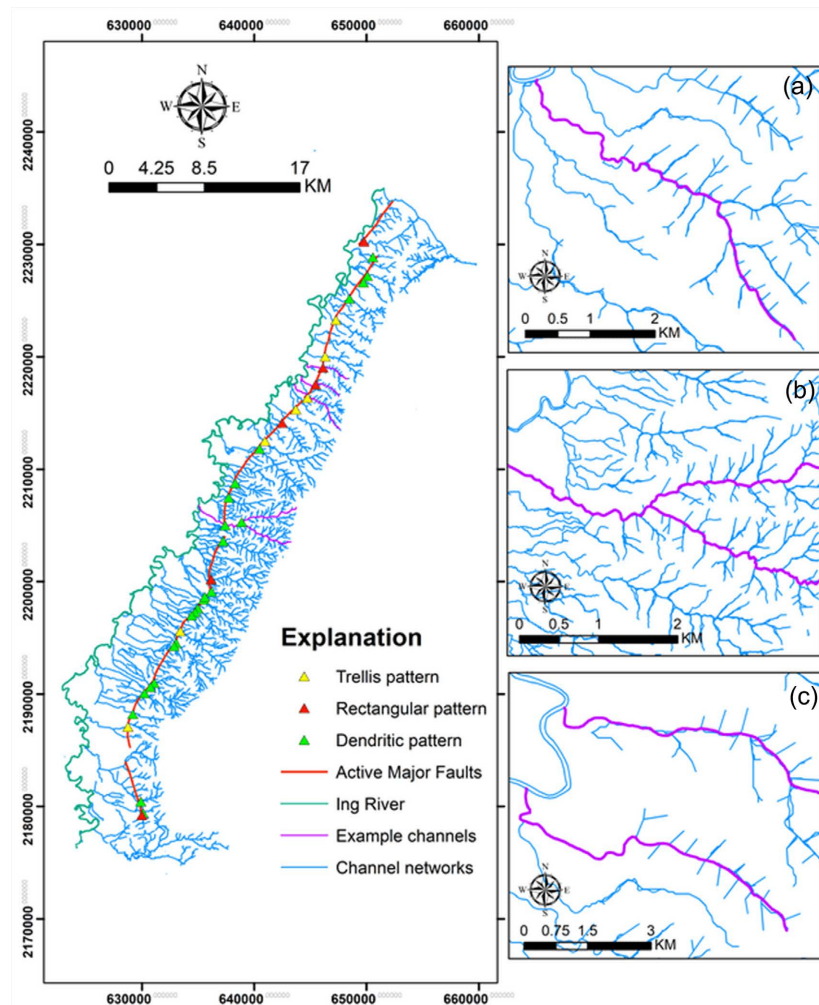 630000 640000 650000 660000
N
W E
S
0 4.25 8.5 17
KM
2240000
2230000
2220000
2210000
2200000
2190000
2180000
2170000
Explanation
Trellis pattern
Rectangular pattern
Dendritic pattern
Active Major Faults
Ing River
Example channels
Channel networks
630000 640000 650000 660000
(a)
N
W E
S
0 0.5 1 2
KM
(b)
N
W E
S
0 0.5 1 2
KM
(c)
N
W E
S
0 0.75 1.5 3
KM